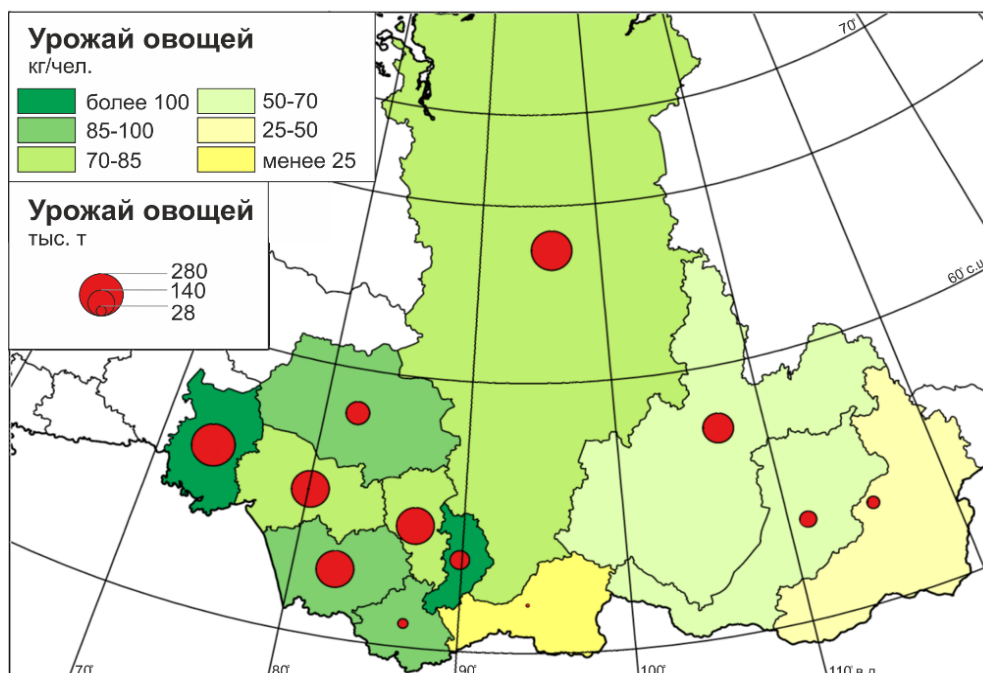 Урожай овощей
кг/чел.
более 100
50-70
85-100
25-50
70-85
менее 25
Урожай овощей
тыс. т
280
140
28
70°
60° с.ш
70°
80°
90°
100°
110° в.д.